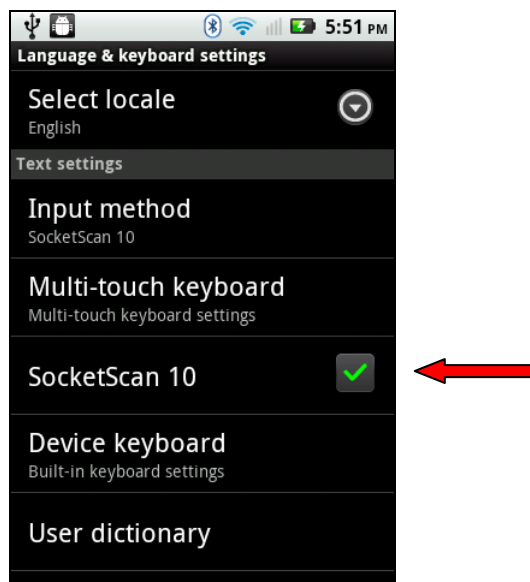 5:51 PM
Language & keyboard settings
Select locale
English
Text settings
Input method
SocketScan 10
Multi-touch keyboard
Multi-touch keyboard settings
SocketScan 10
Device keyboard
Built-in keyboard settings
User dictionary